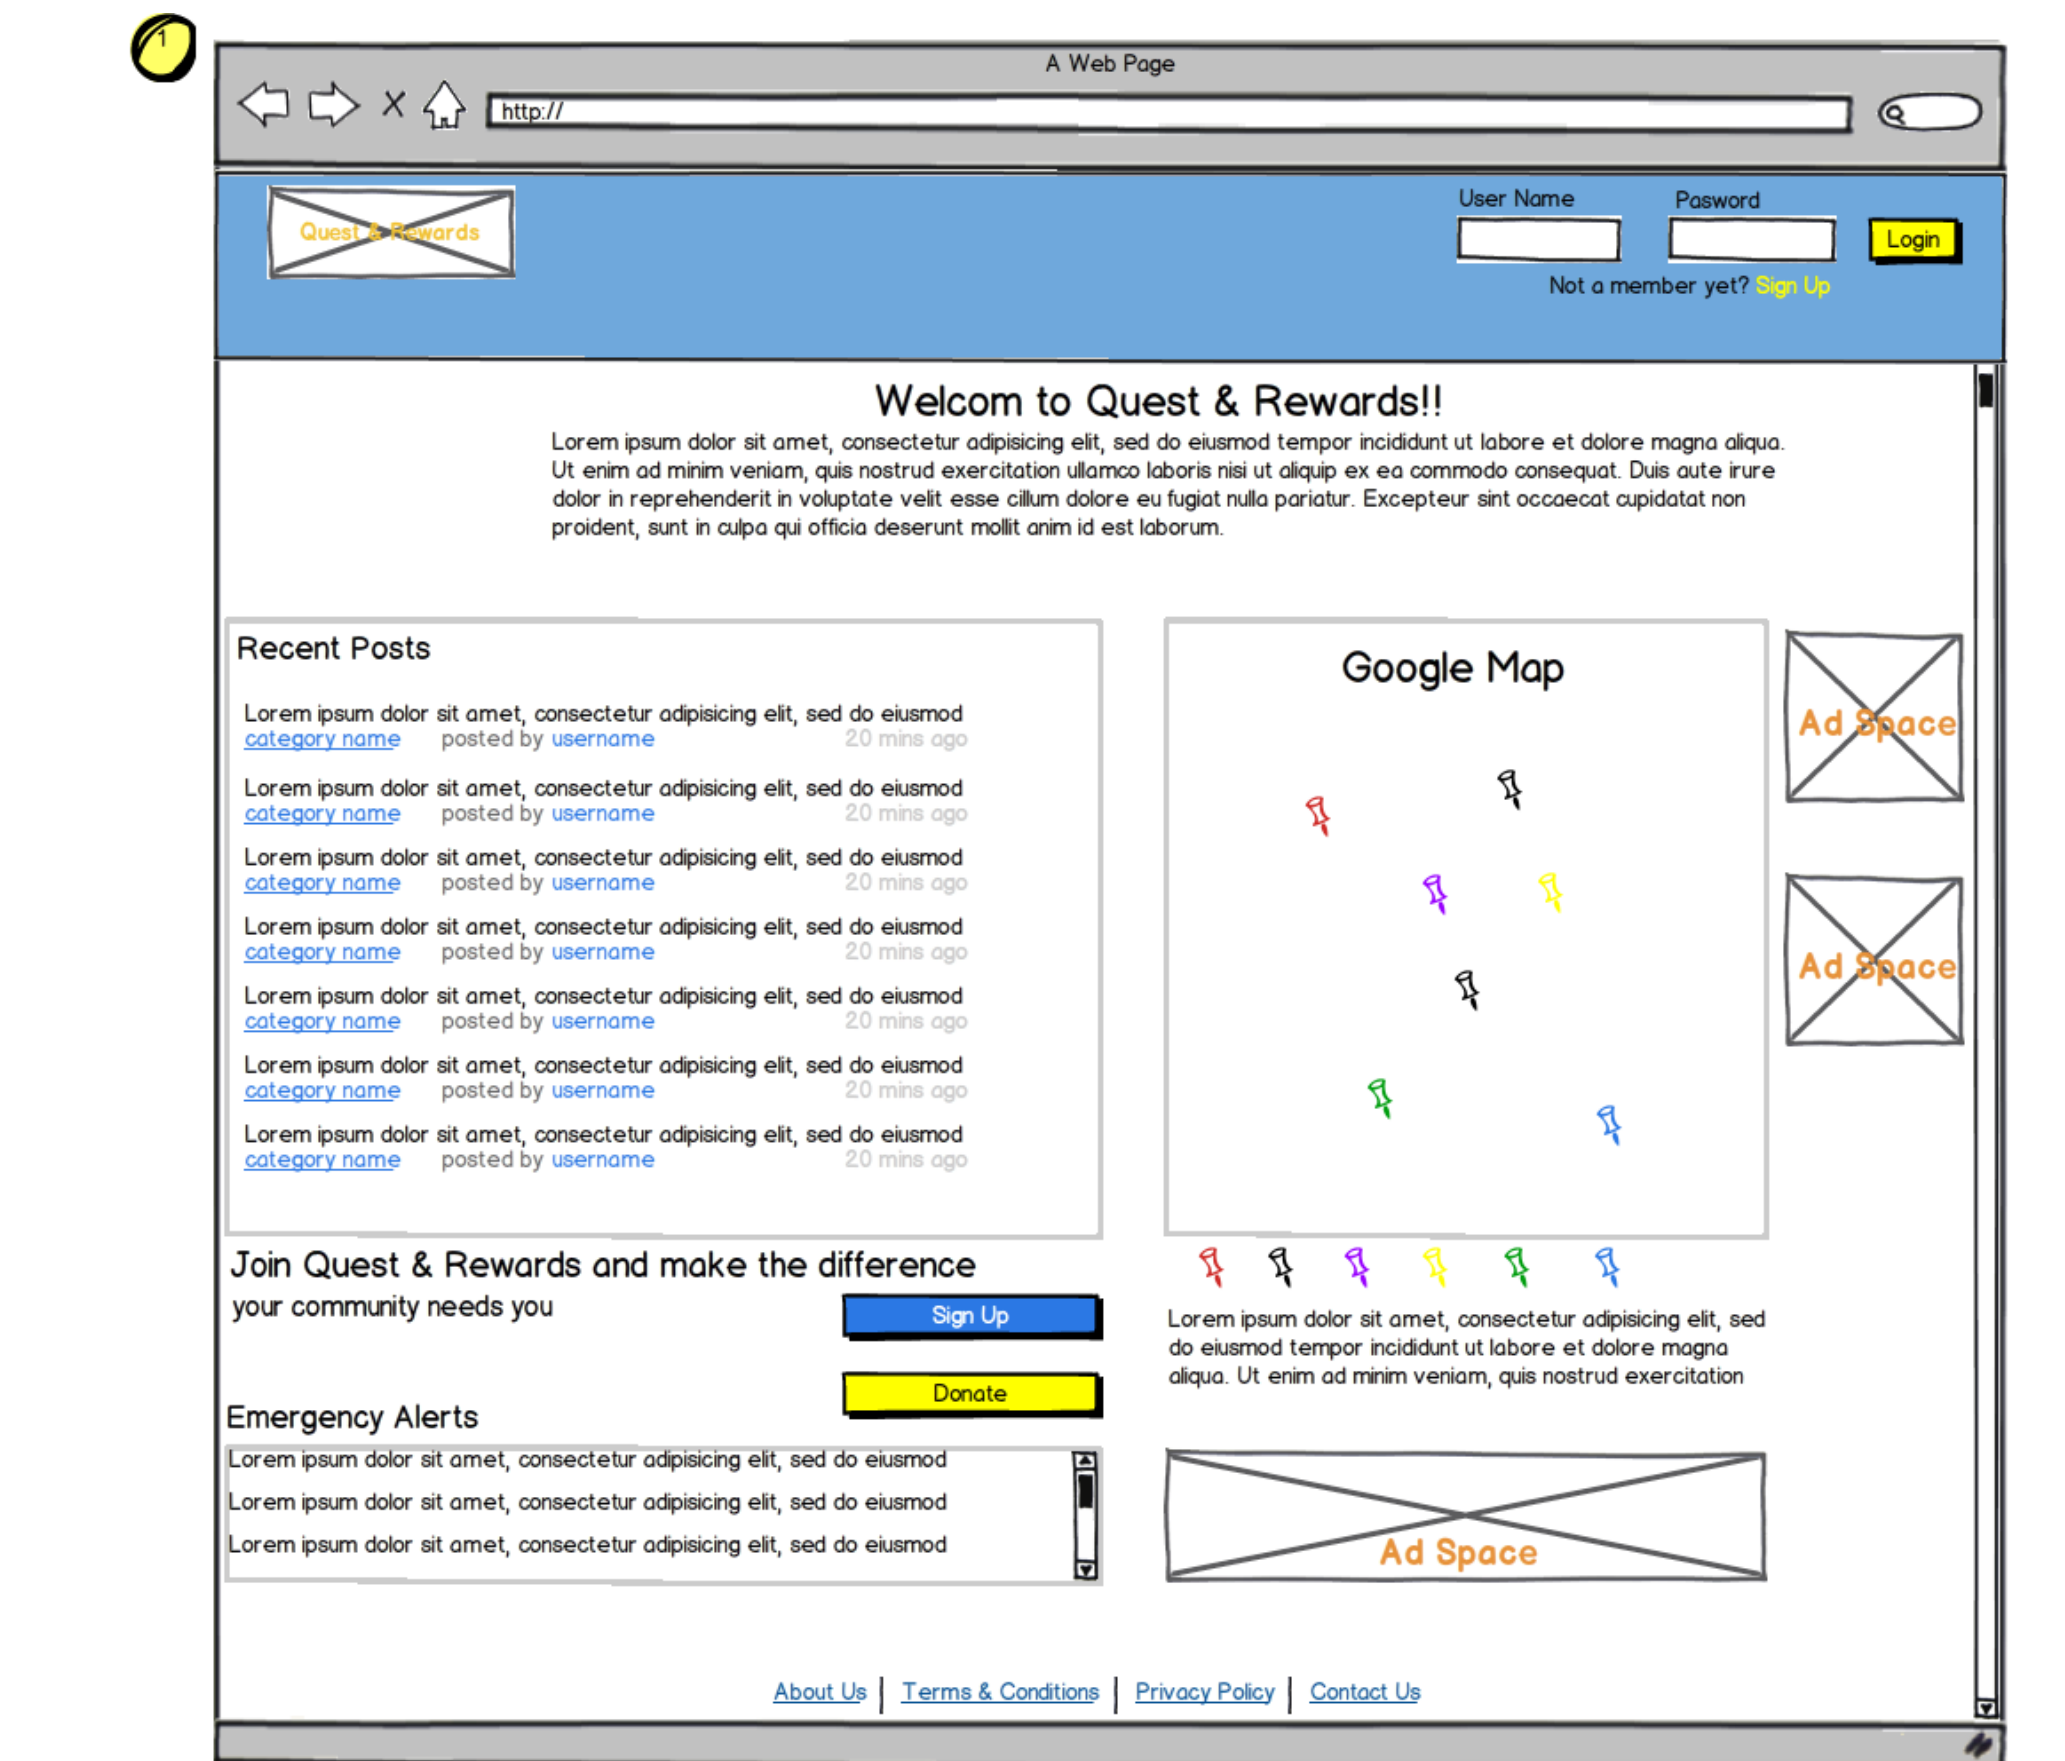 1
A Web Page
http://
Quest & Rewards
User Name
Pasword
Login
Not a member yet? Sign Up
Welcom to Quest & Rewards!!
Lorem ipsum dolor sit amet, consectetur adipisicing elit, sed do eiusmod tempor incididunt ut labore et dolore magna aliqua.
Ut enim ad minim veniam, quis nostrud exercitation ullamco laboris nisi ut aliquip ex ea commodo consequat. Duis aute irure
dolor in reprehenderit in voluptate velit esse cillum dolore eu fugiat nulla pariatur. Excepteur sint occaecat cupidatat non
proident, sunt in culpa qui officia deserunt mollit anim id est laborum.
Recent Posts
Lorem ipsum dolor sit amet, consectetur adipisicing elit, sed do eiusmod
category name posted by username 20 mins ago
Lorem ipsum dolor sit amet, consectetur adipisicing elit, sed do eiusmod
category name posted by username 20 mins ago
Lorem ipsum dolor sit amet, consectetur adipisicing elit, sed do eiusmod
category name posted by username 20 mins ago
Lorem ipsum dolor sit amet, consectetur adipisicing elit, sed do eiusmod
category name posted by username 20 mins ago
Lorem ipsum dolor sit amet, consectetur adipisicing elit, sed do eiusmod
category name posted by username 20 mins ago
Lorem ipsum dolor sit amet, consectetur adipisicing elit, sed do eiusmod
category name posted by username 20 mins ago
Lorem ipsum dolor sit amet, consectetur adipisicing elit, sed do eiusmod
category name posted by username 20 mins ago
Google Map
Ad Space
Ad Space
Join Quest & Rewards and make the difference
your community needs you
Sign Up
Donate
Lorem ipsum dolor sit amet, consectetur adipisicing elit, sed
do eiusmod tempor incididunt ut labore et dolore magna
aliqua. Ut enim ad minim veniam, quis nostrud exercitation
Emergency Alerts
Lorem ipsum dolor sit amet, consectetur adipisicing elit, sed do eiusmod
Lorem ipsum dolor sit amet, consectetur adipisicing elit, sed do eiusmod
Lorem ipsum dolor sit amet, consectetur adipisicing elit, sed do eiusmod
Ad Space
About Us | Terms & Conditions | Privacy Policy | Contact Us